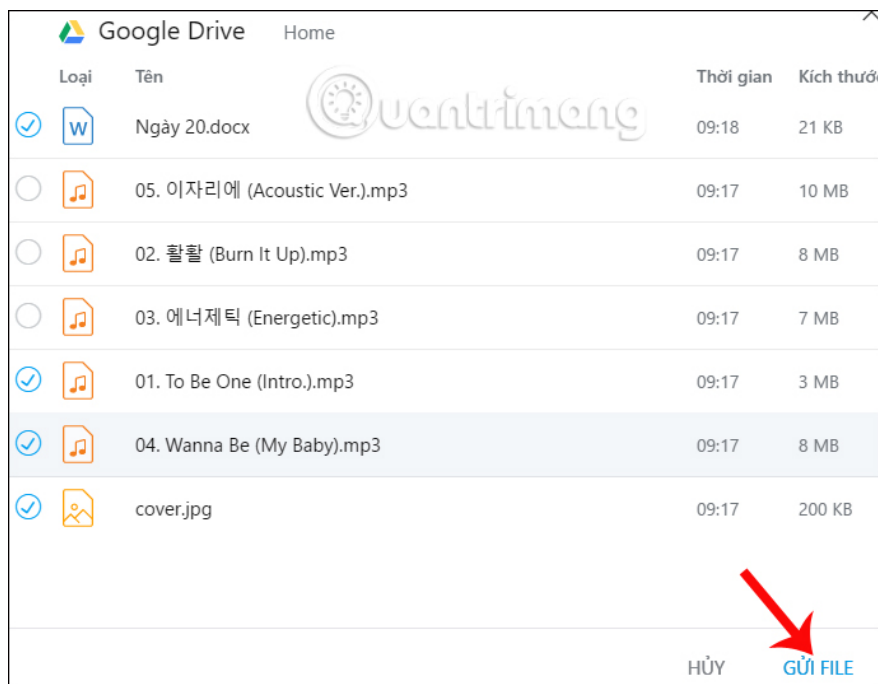 Google Drive Home
Loại Tên Thời gian Kích thướ
Quantrimang
W Ngày 20.docx 09:18 21 KB
05. 이자리에 (Acoustic Ver.).mp3 09:17 10 MB
02. 활활 (Burn It Up).mp3 09:17 8 MB
03. 에너제틱 (Energetic).mp3 09:17 7 MB
01. To Be One (Intro.).mp3 09:17 3 MB
04. Wanna Be (My Baby).mp3 09:17 8 MB
cover.jpg 09:17 200 KB
HỦY GỬI FILE